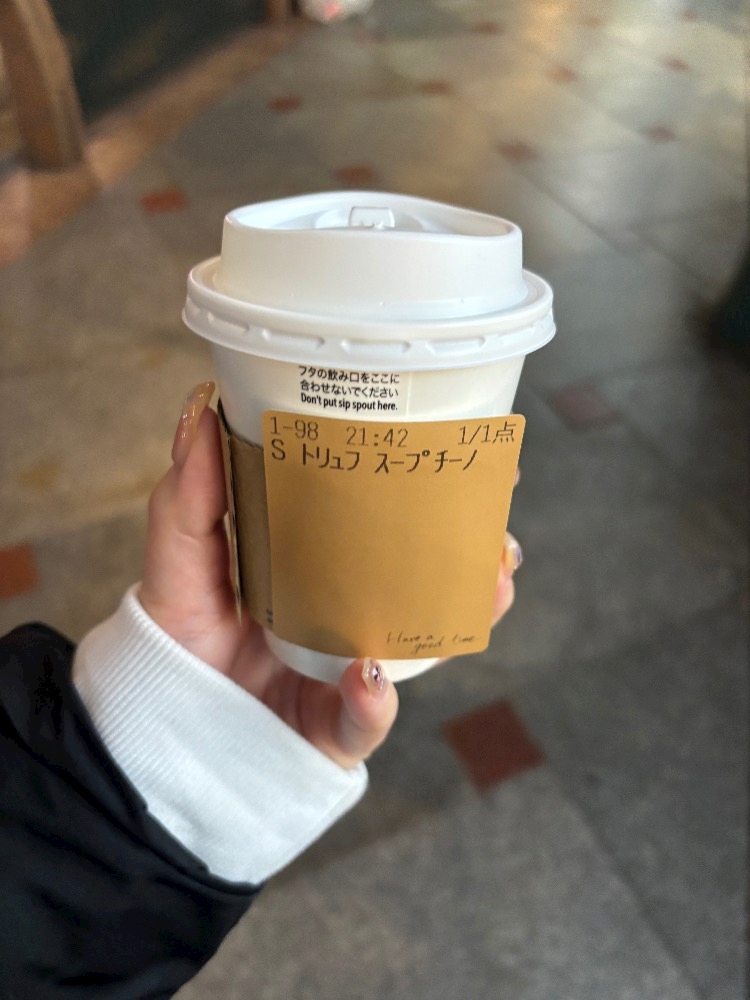 フタの飲み口をここに
合わせないでください
Don't put sip spout here.
1-98 21:42 1/1点
S トリュフ スープチーノ
Have a
good time